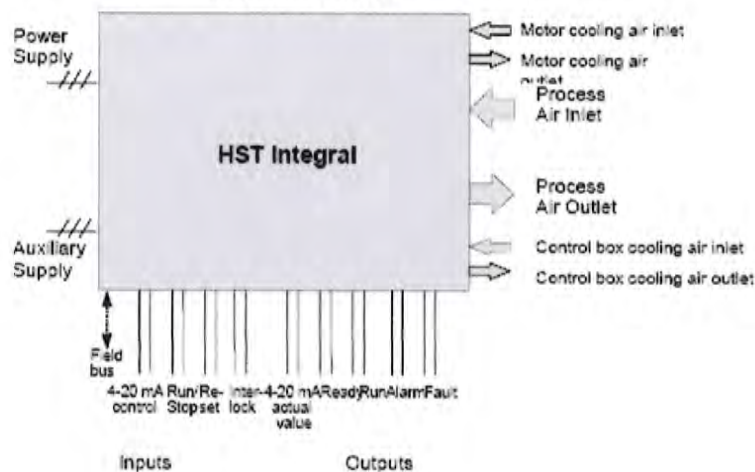 Power
Supply
HST Integral
Auxiliary
Supply
Motor cooling air inlet
Motor cooling air
outlet
Process
Air Inlet
Process
Air Outlet
Control box cooling air inlet
Control box cooling air outlet
Field
bus
4-20 mA Run/Re- Inter- 4-20 mA Ready Run Alarm Fault
control Stop set lock actual
value
Inputs Outputs